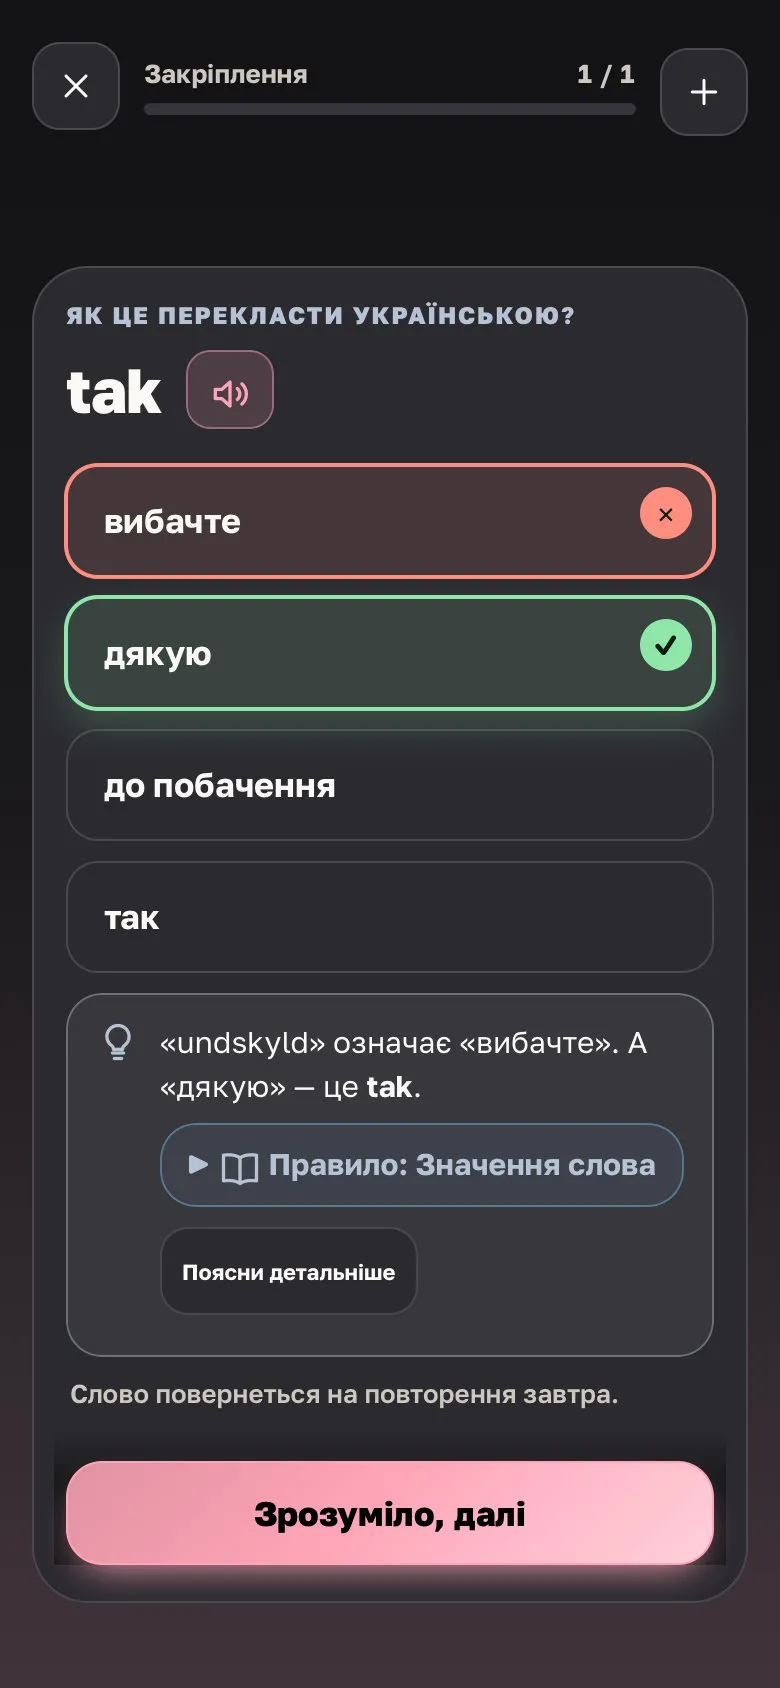 Закріплення
1 / 1
ЯК ЦЕ ПЕРЕКЛАСТИ УКРАЇНСЬКОЮ?
tak
вибачте
дякую
до побачення
так
«undskyld» означає «вибачте». А
«дякую» — це tak.
Правило: Значення слова
Поясни детальніше
Слово повернеться на повторення завтра.
Зрозуміло, далі